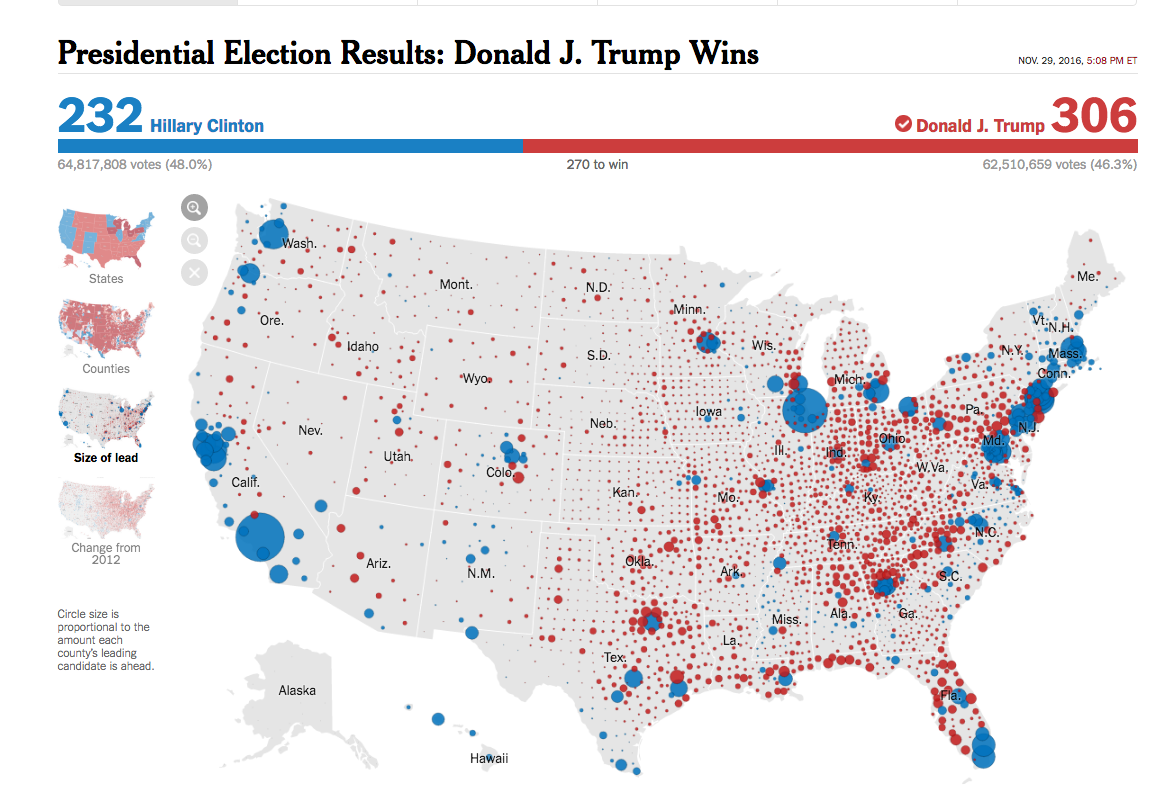 Presidential Election Results: Donald J. Trump Wins
NOV. 29, 2016, 5:08 PM ET
232 Hillary Clinton
Donald J. Trump 306
64,817,808 votes (48.0%)
270 to win
62,510,659 votes (46.3%)
States
Counties
Size of lead
Change from
2012
Circle size is
proportional to the
amount each
county's leading
candidate is ahead.
Wash.
Mont.
N.D.
Minn.
Me.
Ore.
Idaho
S.D.
Wis.
Mich.
Vt.
N.H.
N.Y.
Mass.
Conn.
Wyo.
Iowa
Neb.
Nev.
Utah
Colo.
Ill.
Ind.
Ohio
Pa.
N.J.
Md.
W.Va.
Va.
Calif.
Kan.
Mo.
Ky.
N.C.
Tenn.
Ariz.
N.M.
Okla.
Ark.
S.C.
Miss.
Ala.
Ga.
La.
Tex.
Fla.
Alaska
Hawaii